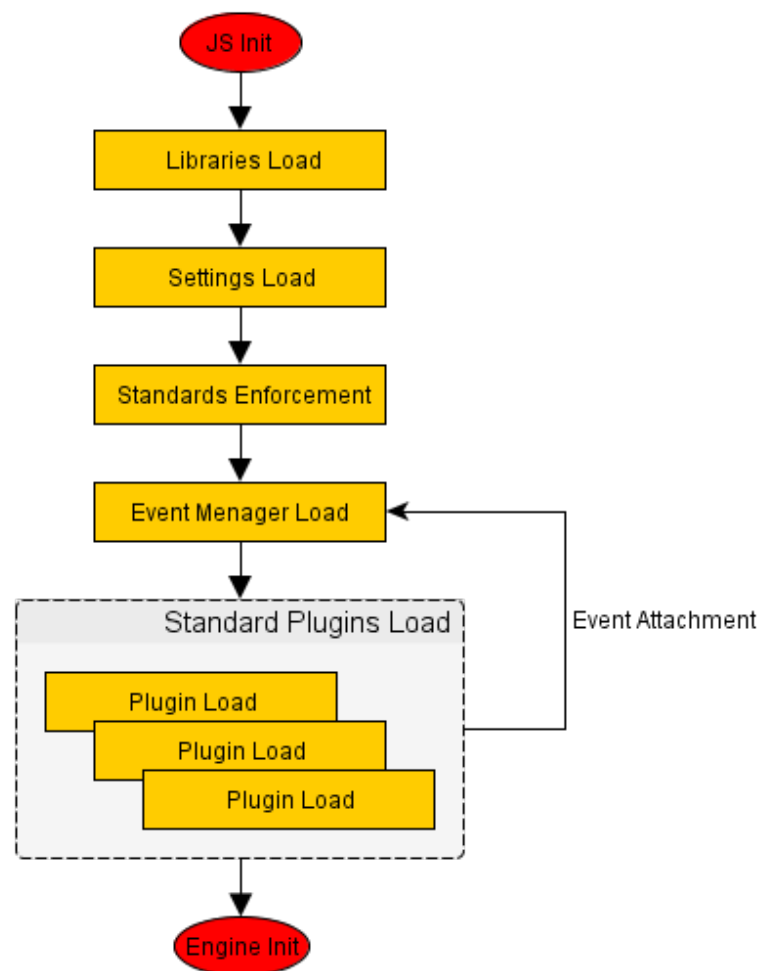 JS Init
Libraries Load
Settings Load
Standards Enforcement
Event Menager Load
Standard Plugins Load
Event Attachment
Plugin Load
Plugin Load
Plugin Load
Engine Init